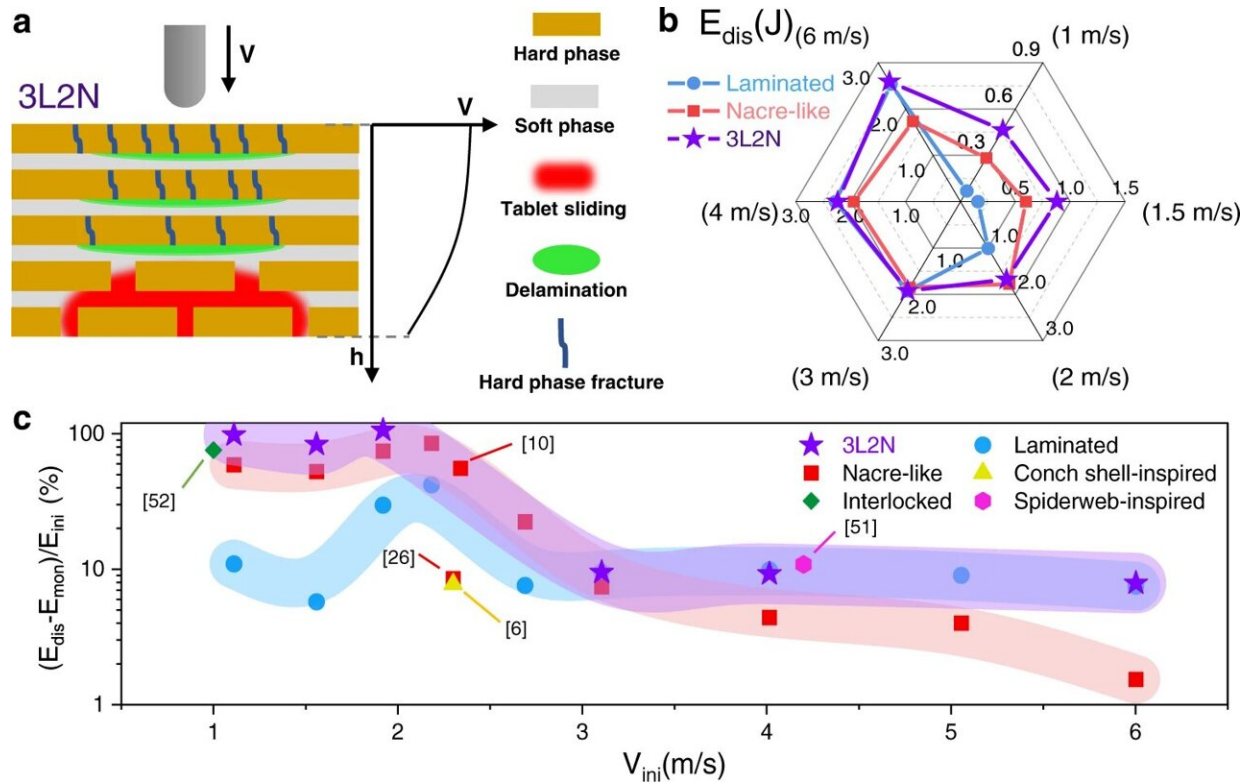 a
V
3L2N
V
h
Hard phase
Soft phase
Tablet sliding
Delamination
Hard phase fracture
b
E_dis(J)
(6 m/s)
(1 m/s)
0.9
Laminated
Nacre-like
3L2N
3.0
0.6
2.0
0.3
1.0
0.5
1.0
1.5
(1.5 m/s)
(4 m/s)
3.0
2.0
1.0
1.0
1.0
2.0
2.0
3.0
3.0
(3 m/s)
(2 m/s)
c
(E_dis-E_mon)/E_ini (%)
100
10
1
[52]
[10]
[26]
[6]
[51]
3L2N
Laminated
Nacre-like
Conch shell-inspired
Interlocked
Spiderweb-inspired
1
2
3
4
5
6
V_ini(m/s)